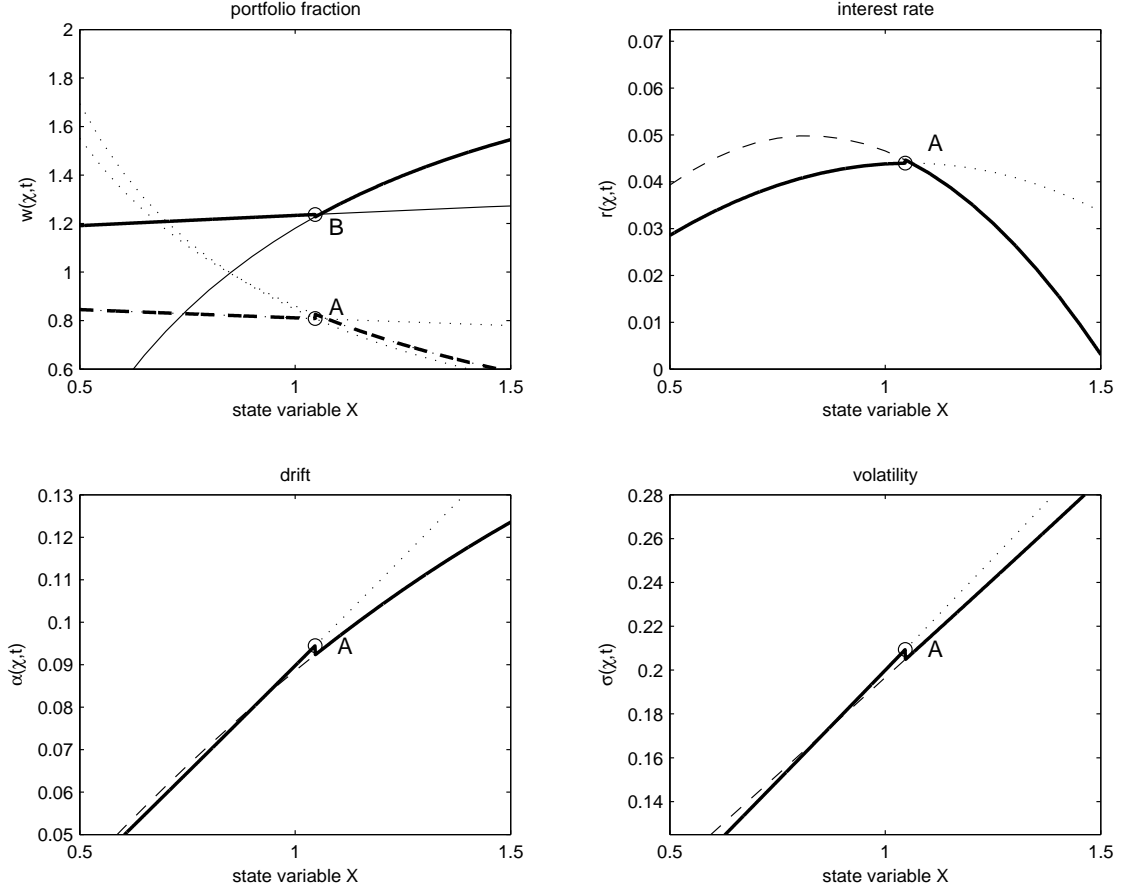 portfolio fraction
2
1.8
1.6
1.4
1.2
1
0.8
0.6
w(χ,t)
B
A
0.5
1
1.5
state variable X
interest rate
0.07
0.06
0.05
0.04
0.03
0.02
0.01
0
r(χ,t)
A
0.5
1
1.5
state variable X
drift
0.13
0.12
0.11
0.1
0.09
0.08
0.07
0.06
0.05
α(χ,t)
A
0.5
1
1.5
state variable X
volatility
0.28
0.26
0.24
0.22
0.2
0.18
0.16
0.14
σ(χ,t)
A
0.5
1
1.5
state variable X